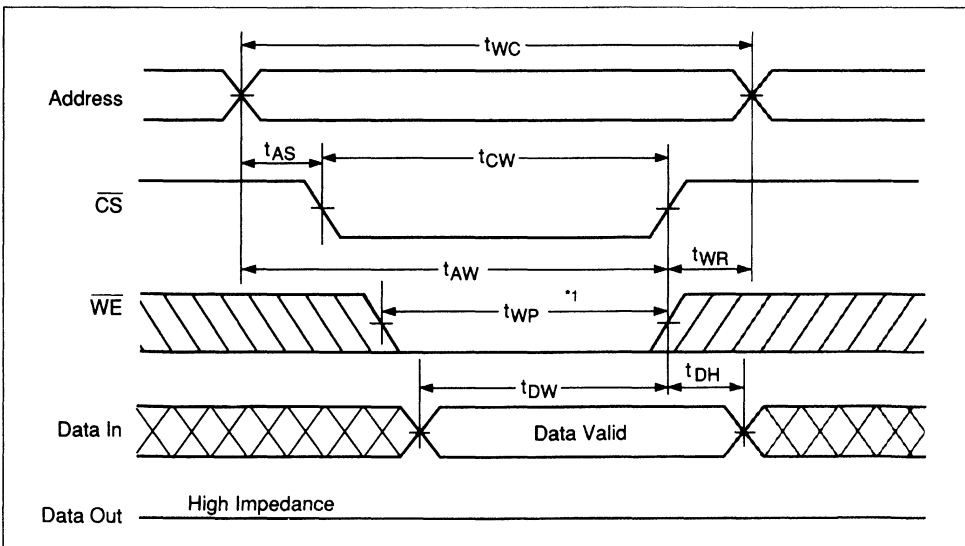 tWC
Address
tAS
tCW
CS
tAW
tWR
WE
tWP *1
tDW
tDH
Data In
Data Valid
High Impedance
Data Out